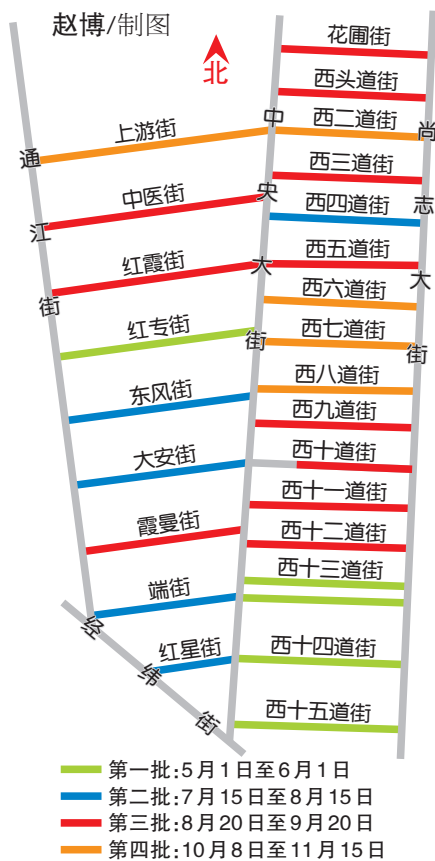 赵博/制图
北
花圃街
西头道街
西二道街
上游街
西三道街
中医街
西四道街
西五道街
红霞街
西六道街
红专街
西七道街
西八道街
东风街
西九道街
大安街
西十道街
西十一道街
霞曼街
西十二道街
西十三道街
端街
红星街
西十四道街
西十五道街
通江街
中央大街
尚志大街
经纬街
第一批:5月1日至6月1日
第二批:7月15日至8月15日
第三批:8月20日至9月20日
第四批:10月8日至11月15日